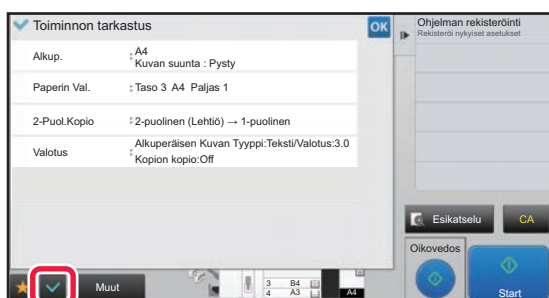 Toiminnon tarkastus
OK
Alkup.
: A4
Kuvan suunta : Pysty
Paperin Val.
: Taso 3 A4 Paljas 1
2-Puol.Kopio
: 2-puolinen (Lehtiö) → 1-puolinen
Valotus
: Alkuperäisen Kuvan Tyyppi:Teksti/Valotus:3.0
Kopion kopio:Off
Ohjelman rekisteröinti
Rekisteröi nykyiset asetukset
Esikatselu
CA
Oikovedos
Start
Muut
3 B4
4 A3
A4